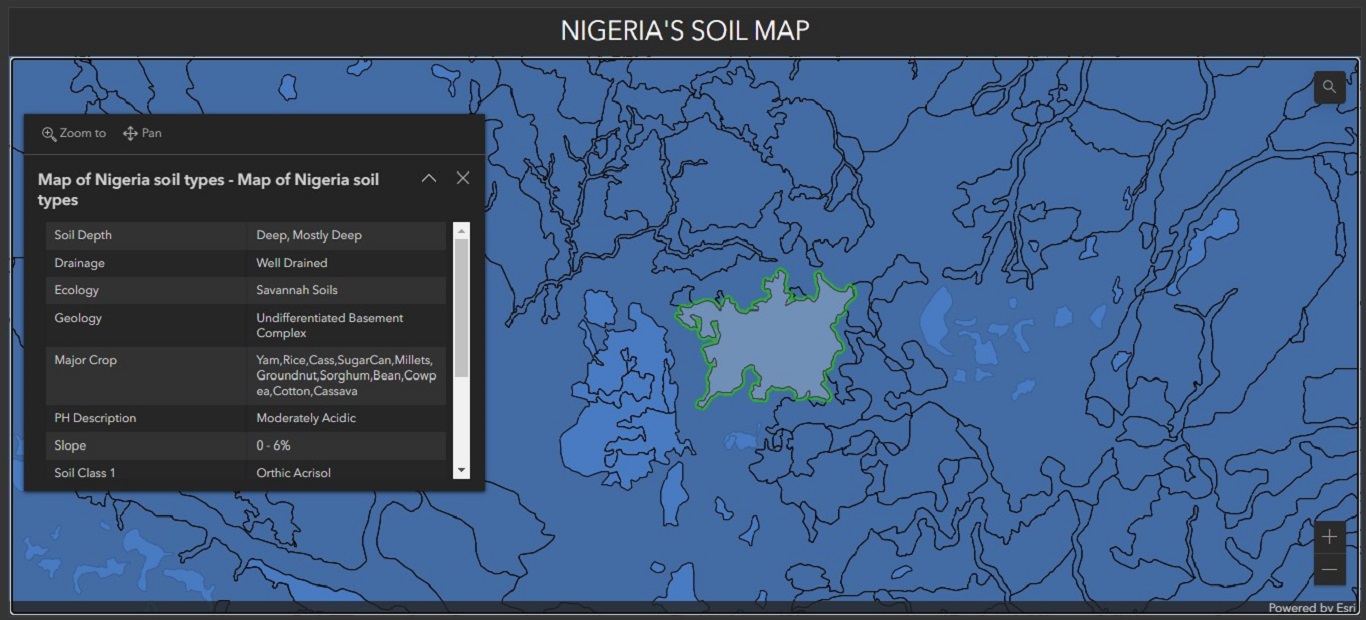 NIGERIA'S SOIL MAP
Zoom to Pan
Map of Nigeria soil types - Map of Nigeria soil
types
Soil Depth Deep, Mostly Deep
Drainage Well Drained
Ecology Savannah Soils
Geology Undifferentiated Basement
Complex
Major Crop Yam,Rice,Cass,SugarCan,Millets,
Groundnut,Sorghum,Bean,Cowp
ea,Cotton,Cassava
PH Description Moderately Acidic
Slope 0 - 6%
Soil Class 1 Orthic Acrisol
Powered by Esri